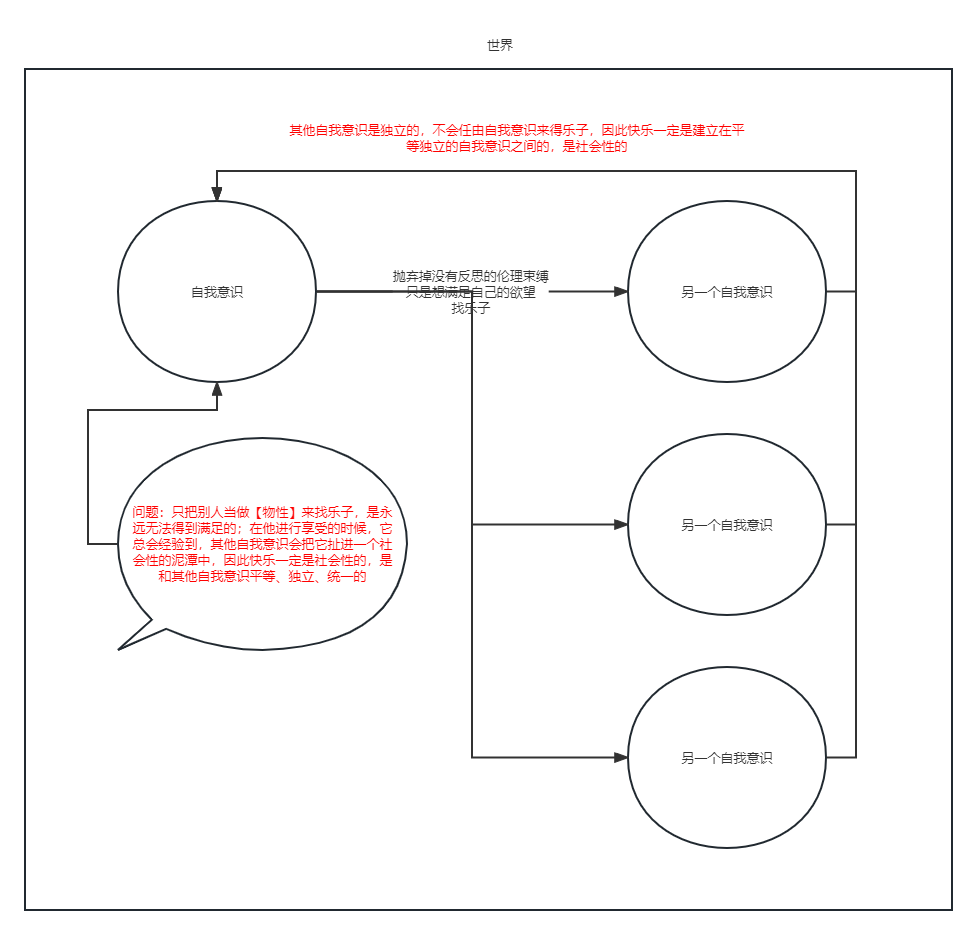 世界
其他自我意识是独立的，不会任由自我意识来得乐子，因此快乐一定是建立在平
等独立的自我意识之间的，是社会性的
抛弃掉没有反思的伦理束缚
只是想满足自己的欲望
找乐子
自我意识
另一个自我意识
问题：只把别人当做【物性】来找乐子，是永
远无法得到满足的；在他进行享受的时候，它
总会经验到，其他自我意识会把它扯进一个社
会性的泥潭中，因此快乐一定是社会性的，是
和其他自我意识平等、独立、统一的
另一个自我意识
另一个自我意识